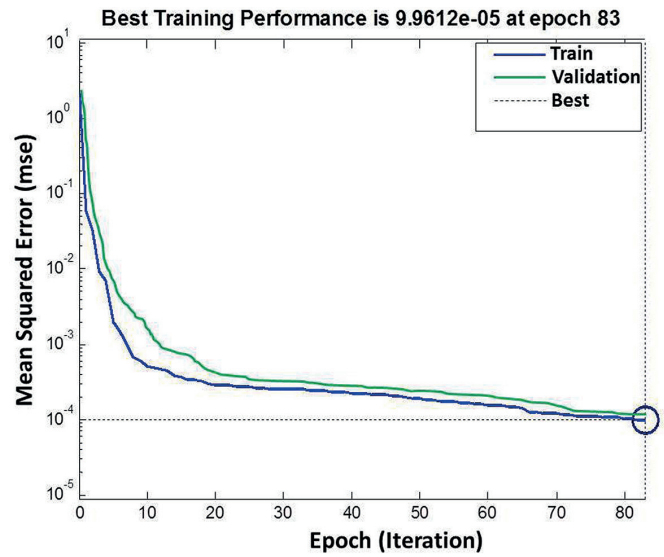 Best Training Performance is 9.9612e-05 at epoch 83
Train
Validation
Best
Mean Squared Error (mse)
10^1
10^0
10^-1
10^-2
10^-3
10^-4
10^-5
0 10 20 30 40 50 60 70 80
Epoch (Iteration)